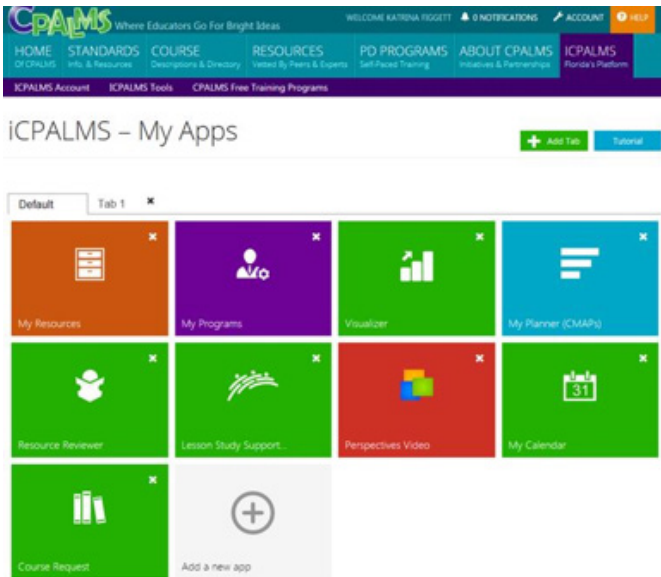 CPALMS Where Educators Go For Bright Ideas
WELCOME KATRINA FIGGETT 0 NOTIFICATIONS ACCOUNT HELP
HOME STANDARDS COURSE RESOURCES PD PROGRAMS ABOUT CPALMS ICPALMS
Of CPALMS Info. & Resources Descriptions & Directory Vetted By Peers & Experts Self-Paced Training Initiatives & Partnerships Florida's Platform
ICPALMS Account ICPALMS Tools CPALMS Free Training Programs
iCPALMS – My Apps
Add Tab Tutorial
Default Tab 1
My Resources My Programs Visualizer My Planner (CMAPs)
31
Resource Reviewer Lesson Study Support... Perspectives Video My Calendar
Course Request Add a new app